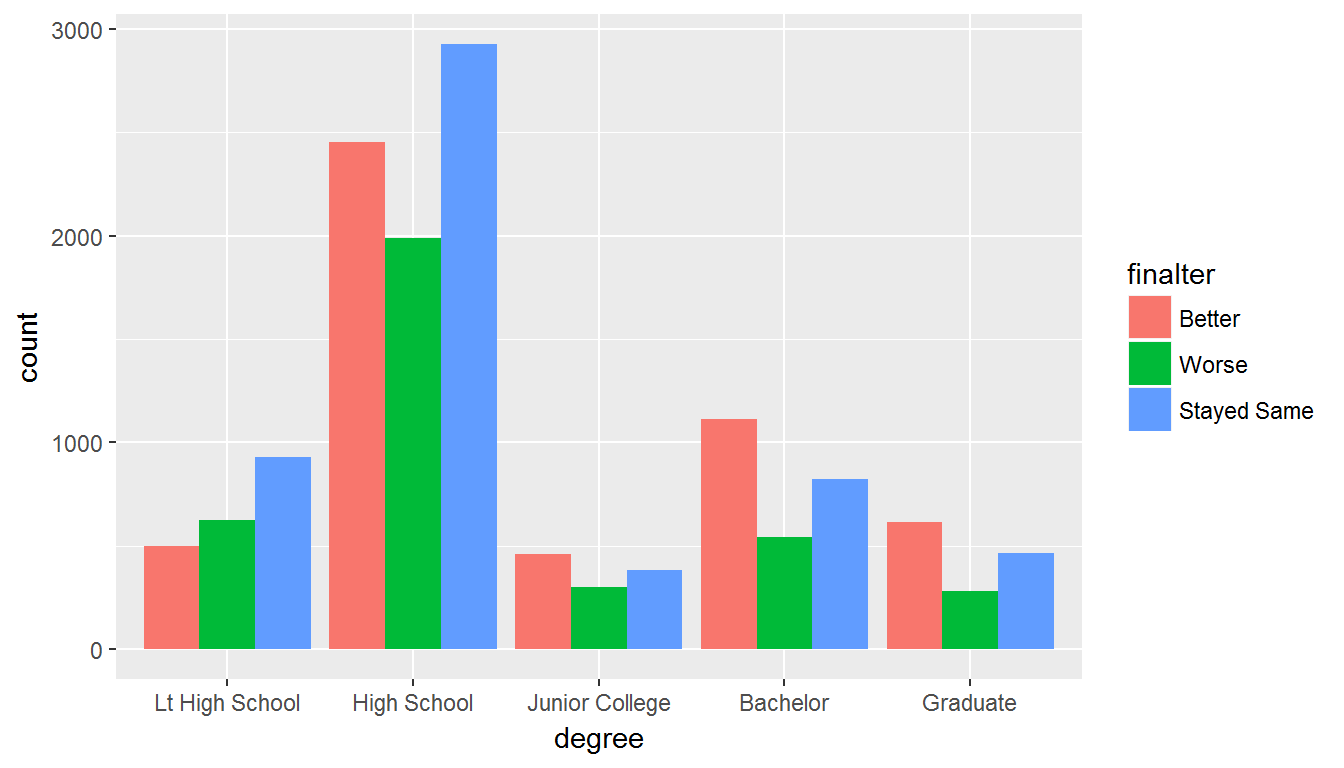 3000
2000
1000
0
count
Lt High School
High School
Junior College
Bachelor
Graduate
degree
finalter
Better
Worse
Stayed Same